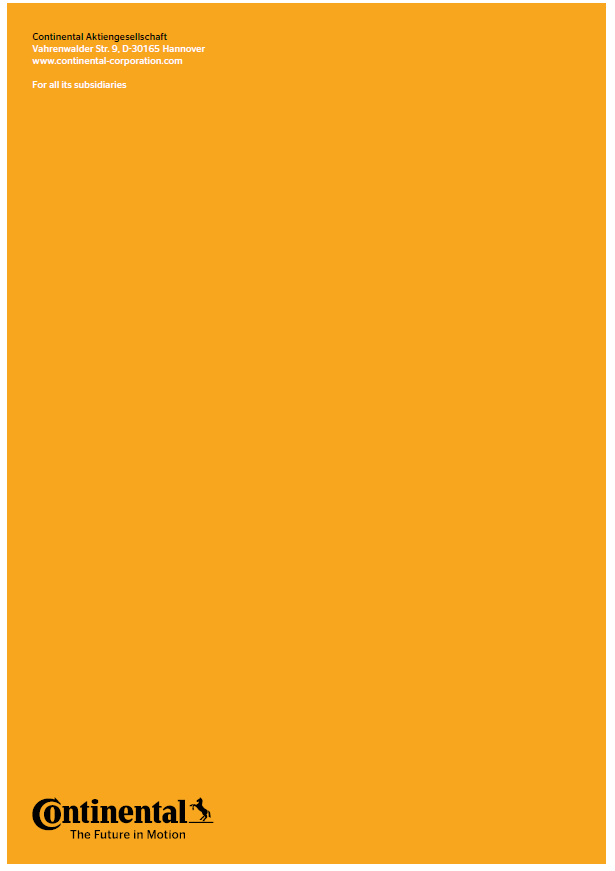 Continental Aktiengesellschaft
Vahrenwalder Str. 9, D-30165 Hannover
www.continental-corporation.com
For all its subsidiaries
Continental
The Future in Motion